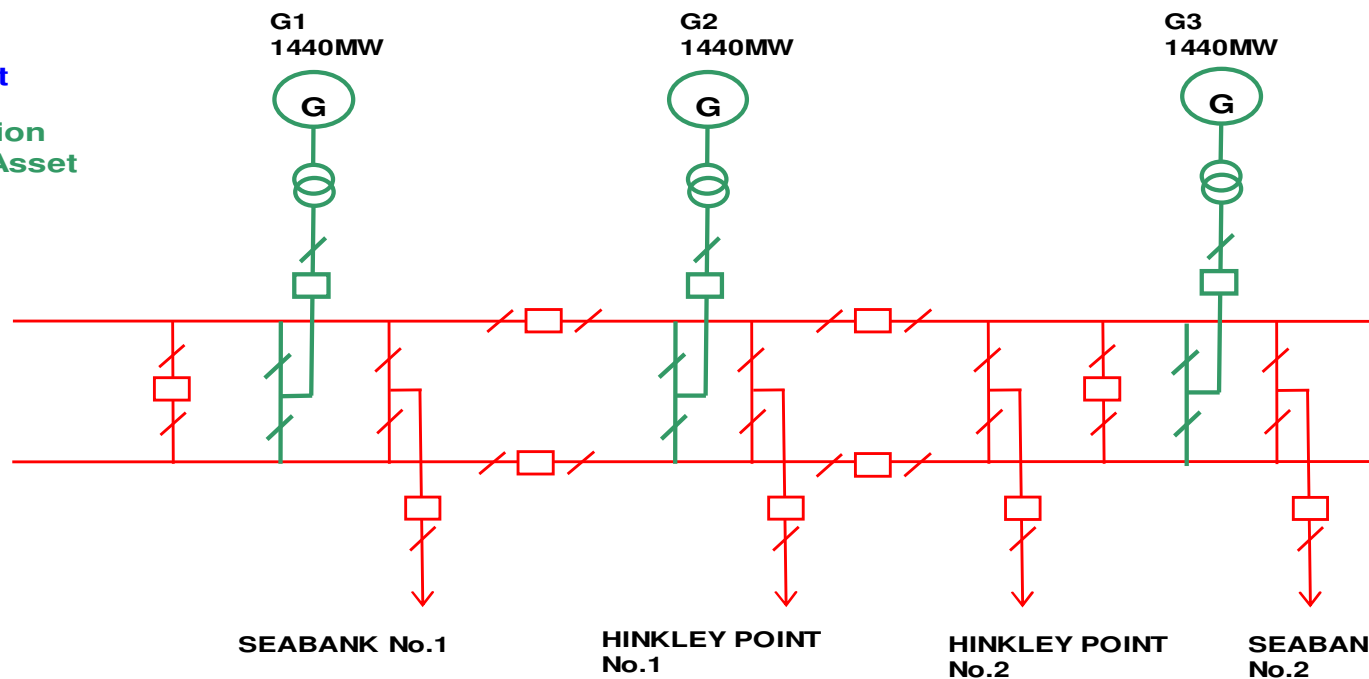 G1
1440MW
G2
1440MW
G3
1440MW
t
ion
Asset
G
G
G
SEABANK No.1
HINKLEY POINT
No.1
HINKLEY POINT
No.2
SEABAN
No.2